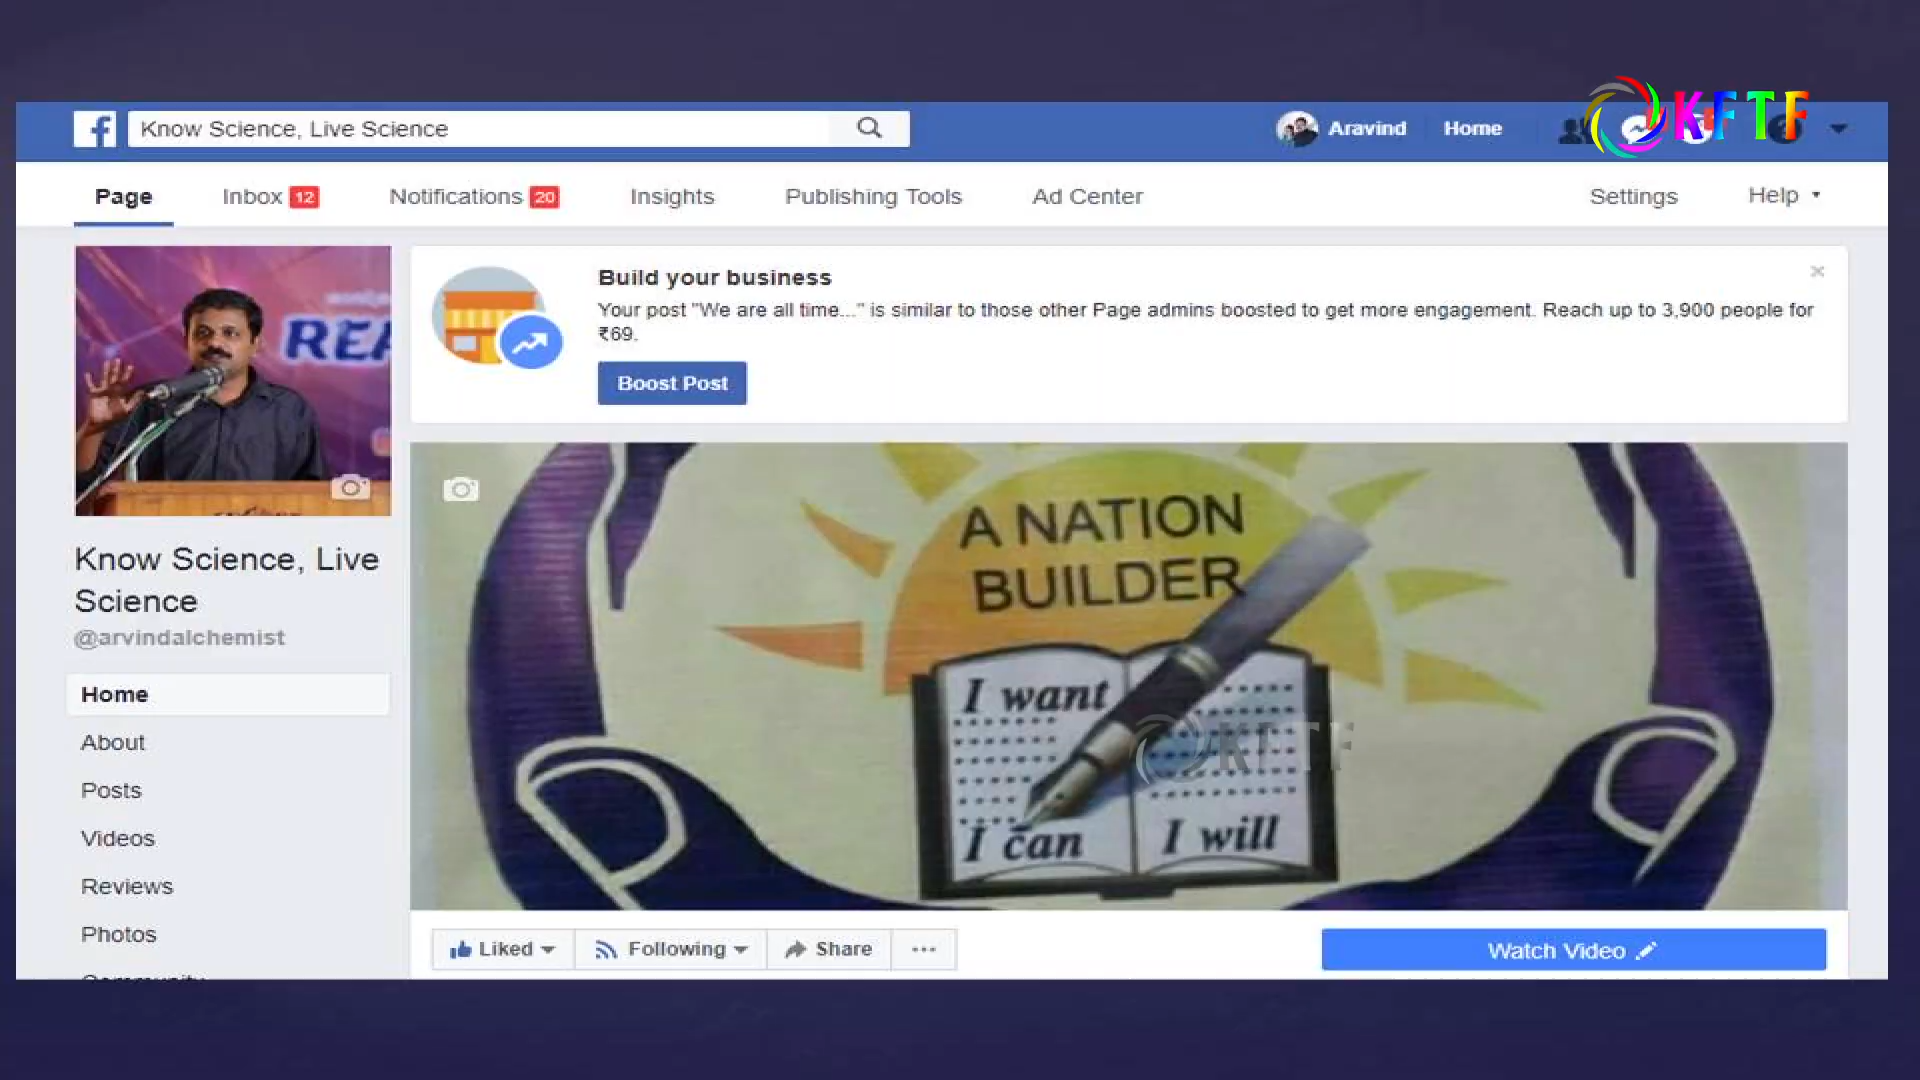 KFTF
Know Science, Live Science
Aravind
Home
Page
Inbox 12
Notifications 20
Insights
Publishing Tools
Ad Center
Settings
Help
REA
Build your business
Your post "We are all time..." is similar to those other Page admins boosted to get more engagement. Reach up to 3,900 people for
₹69.
Boost Post
A NATION
BUILDER
I want
I can
I will
KFTF
Know Science, Live
Science
@arvindalchemist
Home
About
Posts
Videos
Reviews
Photos
Community
Liked
Following
Share
Watch Video